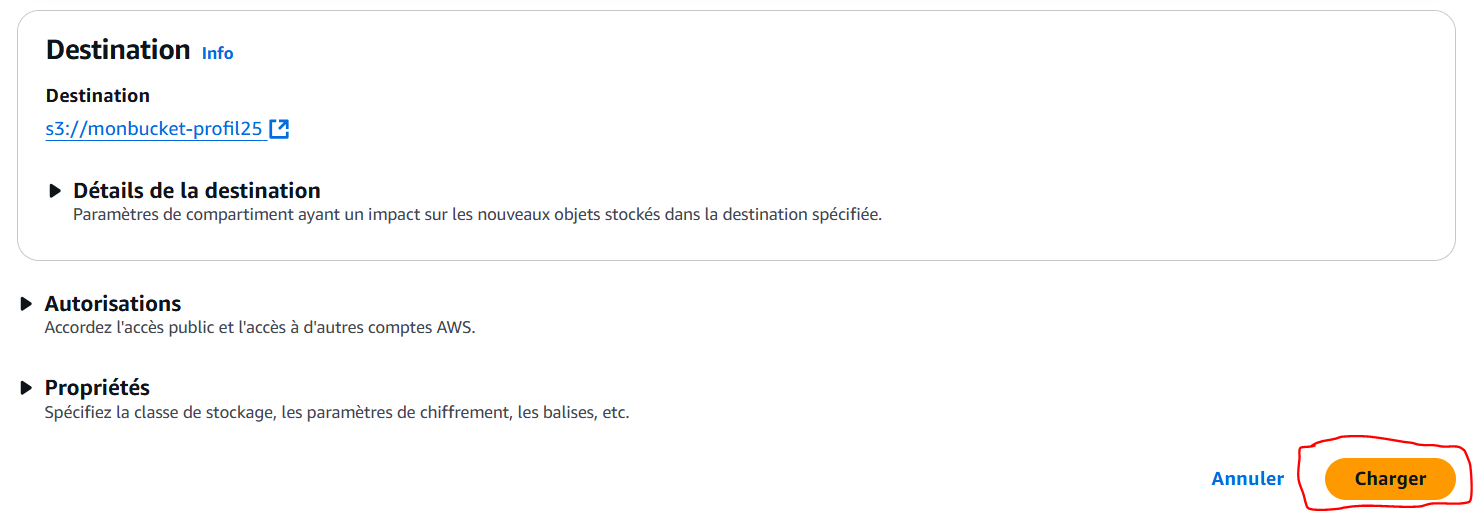 Destination Info
Destination
s3://monbucket-profil25
Détails de la destination
Paramètres de compartiment ayant un impact sur les nouveaux objets stockés dans la destination spécifiée.
Autorisations
Accordez l'accès public et l'accès à d'autres comptes AWS.
Propriétés
Spécifiez la classe de stockage, les paramètres de chiffrement, les balises, etc.
Annuler Charger